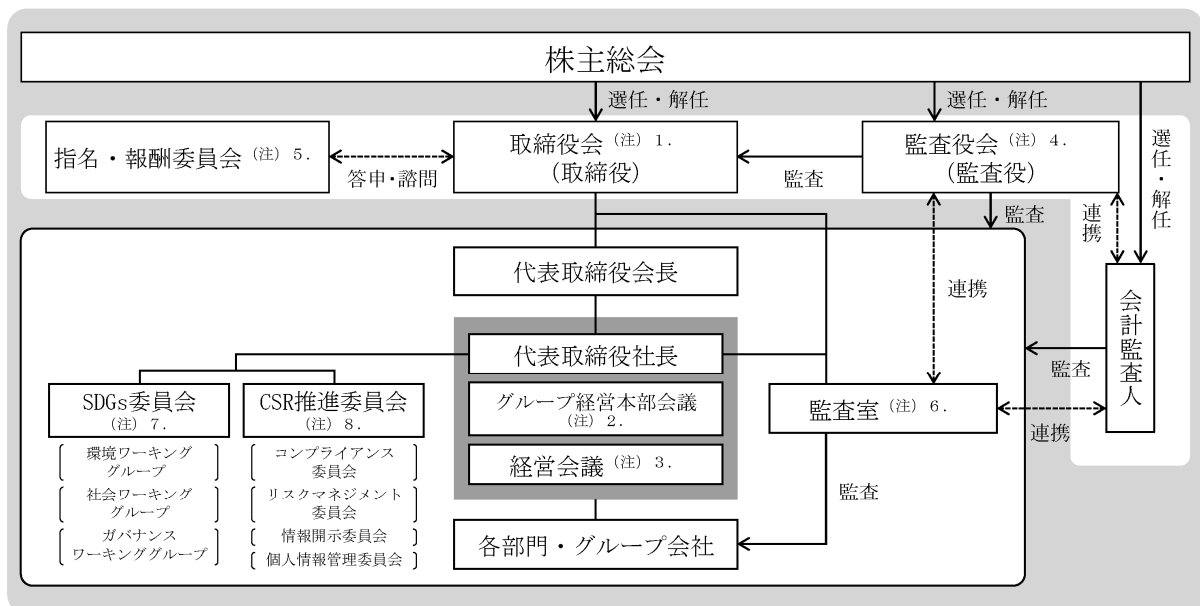 株主総会
選任・解任
選任・解任
選任・解任
指名・報酬委員会（注）5．
答申・諮問
取締役会（注）1．
（取締役）
監査
監査役会（注）4．
（監査役）
監査
連携
連携
代表取締役会長
会計監査人
代表取締役社長
監査
グループ経営本部会議
（注）2．
経営会議（注）3．
監査室（注）6．
連携
SDGs委員会
（注）7．
CSR推進委員会
（注）8．
環境ワーキング
グループ
社会ワーキング
グループ
ガバナンス
ワーキンググループ
コンプライアンス
委員会
リスクマネジメント
委員会
情報開示委員会
個人情報管理委員会
監査
各部門・グループ会社